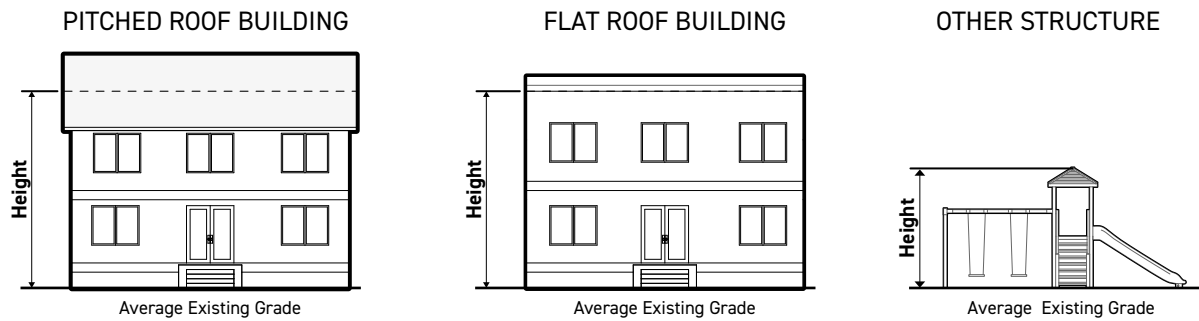 PITCHED ROOF BUILDING
FLAT ROOF BUILDING
OTHER STRUCTURE
Height
Height
Height
Average Existing Grade
Average Existing Grade
Average Existing Grade